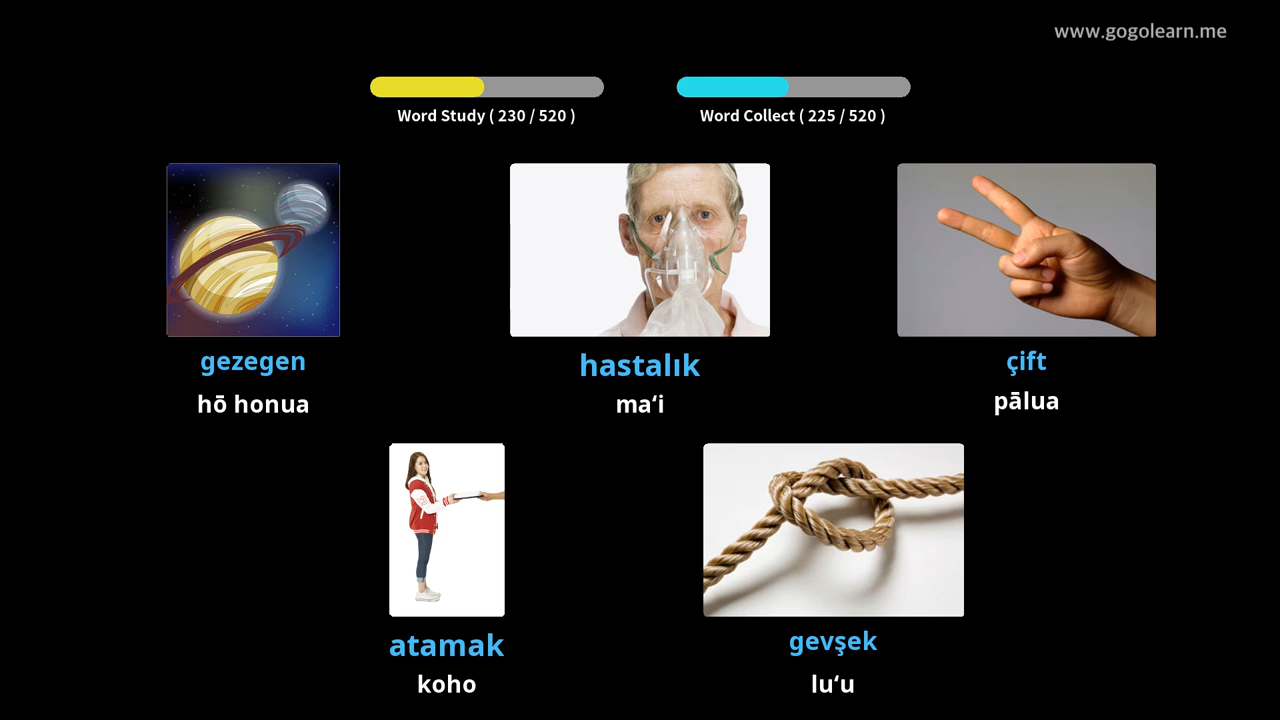 www.gogolearn.me
Word Study ( 230 / 520 )
Word Collect ( 225 / 520 )
gezegen
hō honua
hastalık
maʻi
çift
pālua
atamak
koho
gevşek
luʻu